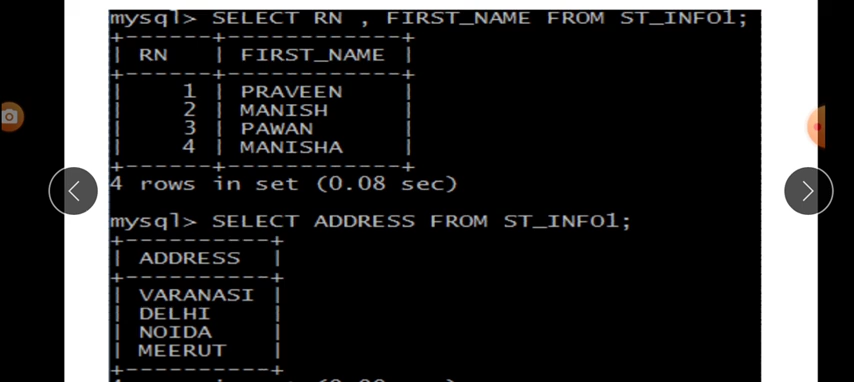 mysql> SELECT RN , FIRST_NAME FROM ST_INFO1;
+------+------------+
| RN   | FIRST_NAME |
+------+------------+
|    1 | PRAVEEN    |
|    2 | MANISH     |
|    3 | PAWAN      |
|    4 | MANISHA    |
+------+------------+
4 rows in set (0.08 sec)
mysql> SELECT ADDRESS FROM ST_INFO1;
+----------+
| ADDRESS  |
+----------+
| VARANASI |
| DELHI    |
| NOIDA    |
| MEERUT   |
+----------+